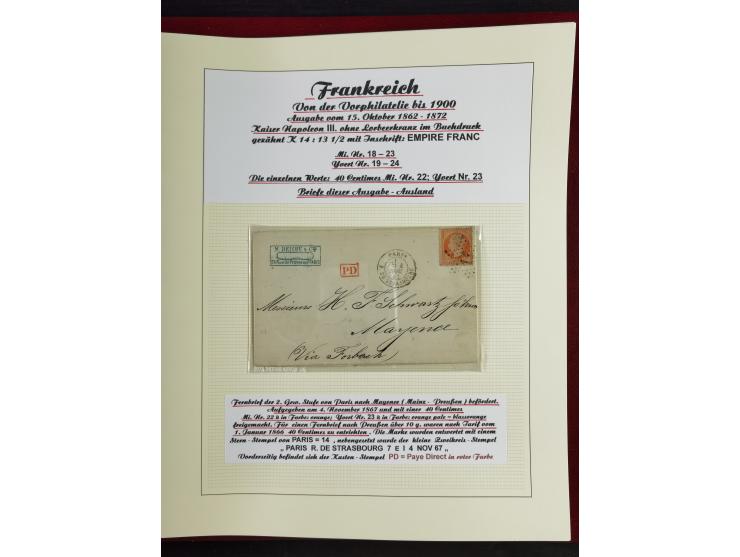 Frankreich
Von der Vorphilatelie bis 1900
Ausgabe vom 15. Oktober 1862 - 1872
Kaiser Napoleon III. ohne Lorbeerkranz im Buchdruck
gezähnt K 14 : 13 1/2 mit Inschrift: EMPIRE FRANC
Mi. Nr. 18 – 23
Yvert Nr. 19 – 24
Die einzelnen Werte: 40 Centimes Mi. Nr. 22; Yvert Nr. 23
Briefe dieser Ausgabe - Ausland
PD
PARIS
Messieurs H. F. Schwartz
Mayence
(Via Forbach)
Fernbrief der 2. Gew. Stufe von Paris nach Mayene ( Mainz - Preußen ) befördert.
Aufgegeben am 4. November 1867 und mit einer 40 Centimes
Mi. Nr. 22 in Farbe: orange; Yvert Nr. 23 in Farbe: orange pale = blassorange
freigemacht. Für einen Fernbrief nach Preußen über 10 g. waren nach Tarif vom
1. Januar 1866 40 Centimes zu entrichten . Die Marke wurden entwertet mit einem
Stern - Stempel von PARIS = 14 , nebengesetzt wurde der kleine Zweikreis - Stempel
„ PARIS R. DE STRASBOURG 7 E l 4 NOV 67 „
Vorderseitig befindet sich der Kasten - Stempel PD = Paye Direct in roter Farbe